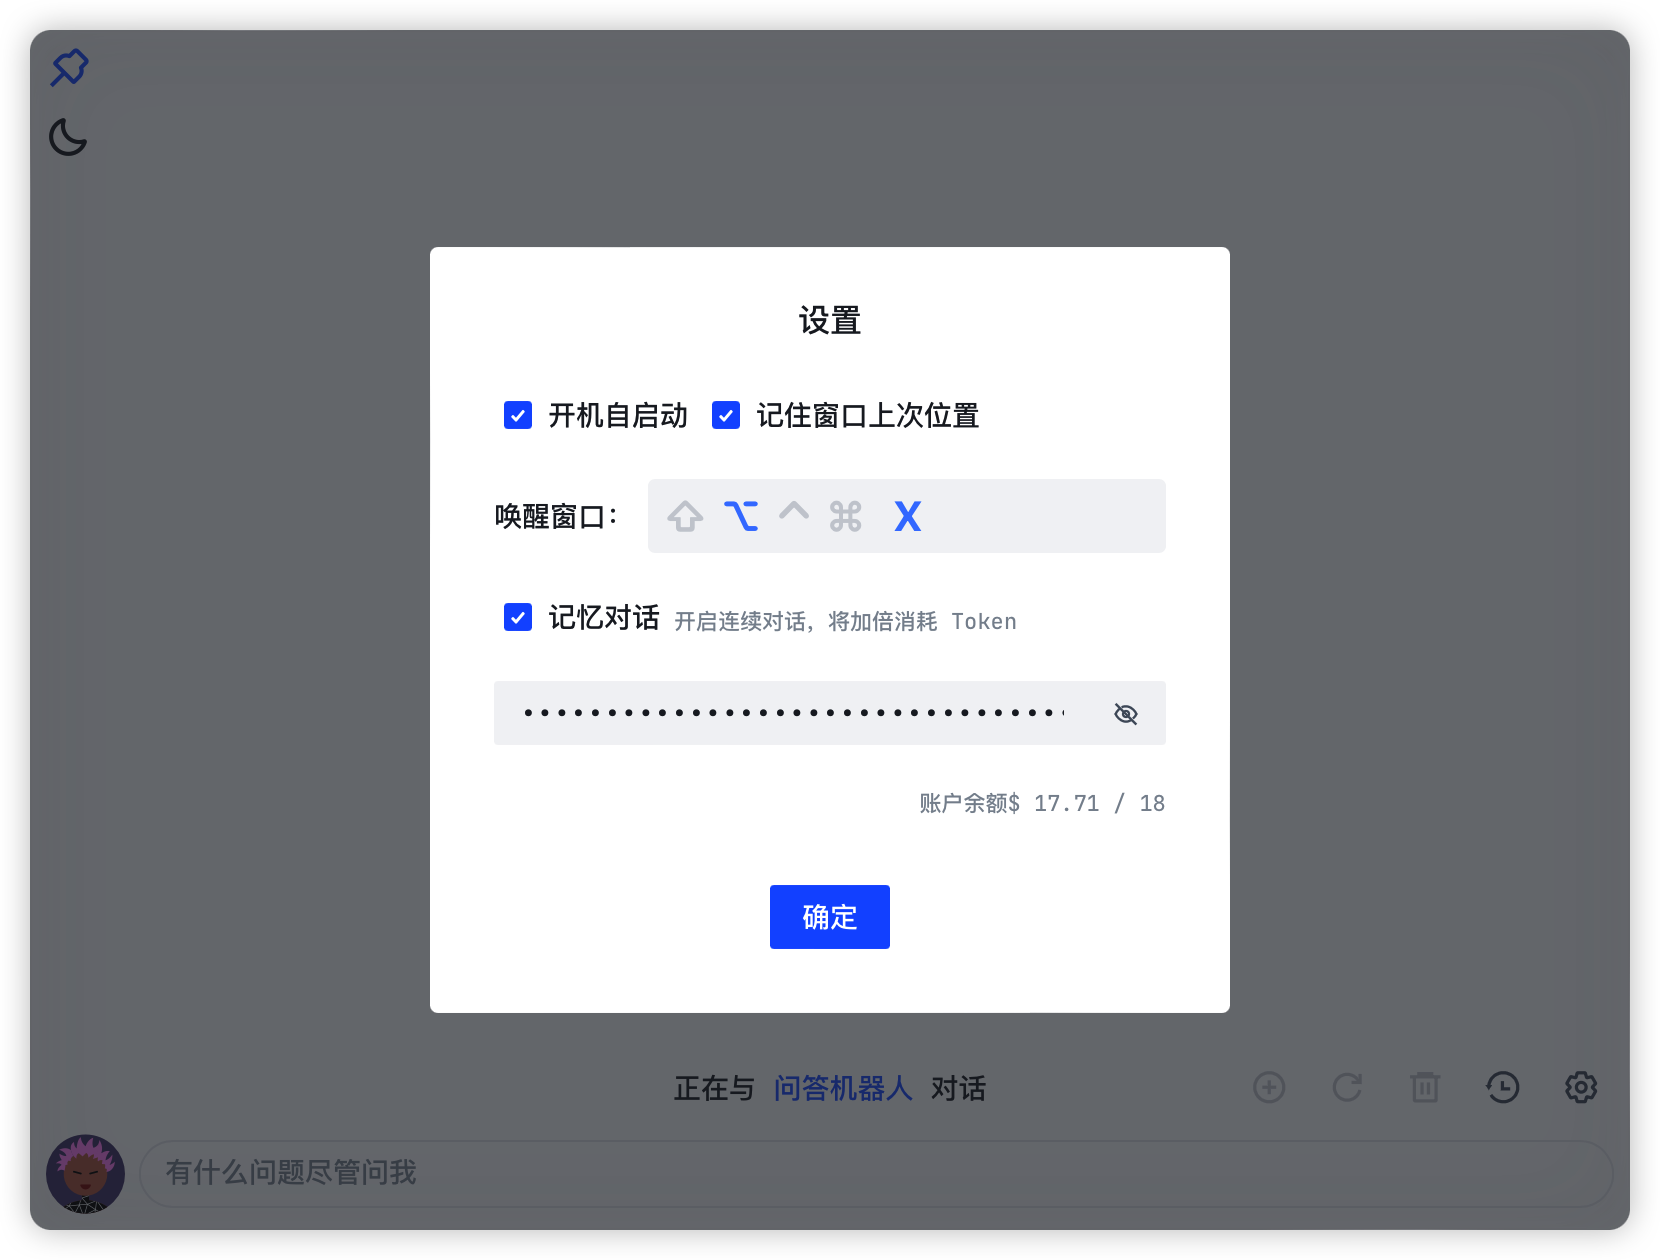 设置
开机自启动 记住窗口上次位置
唤醒窗口： ⇧ ⌥ ^ ⌘ X
记忆对话 开启连续对话，将加倍消耗 Token
账户余额$ 17.71 / 18
确定
正在与 问答机器人 对话
有什么问题尽管问我